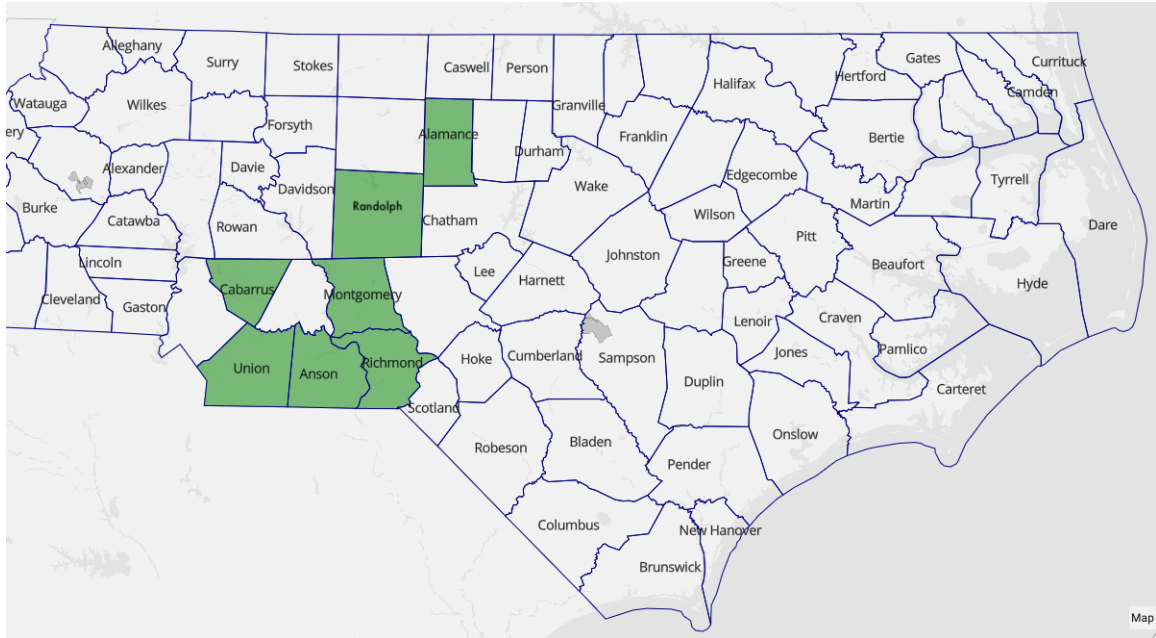 Alleghany
Surry
Stokes
Caswell
Person
Gates
Currituck
Hertford
Halifax
Camden
Watauga
Wilkes
Granville
Forsyth
Alamance
Franklin
Bertie
ery
Durham
Alexander
Davie
Edgecombe
Tyrrell
Davidson
Wake
Martin
Burke
Catawba
Rowan
Randolph
Chatham
Wilson
Dare
Pitt
Johnston
Greene
Beaufort
Lincoln
Lee
Harnett
Hyde
Cabarrus
Montgomery
Cleveland
Gaston
Lenoir
Craven
Jones
Pamlico
Union
Anson
Richmond
Hoke
Cumberland
Sampson
Duplin
Carteret
Scotland
Onslow
Robeson
Bladen
Pender
Columbus
New Hanover
Brunswick
Map